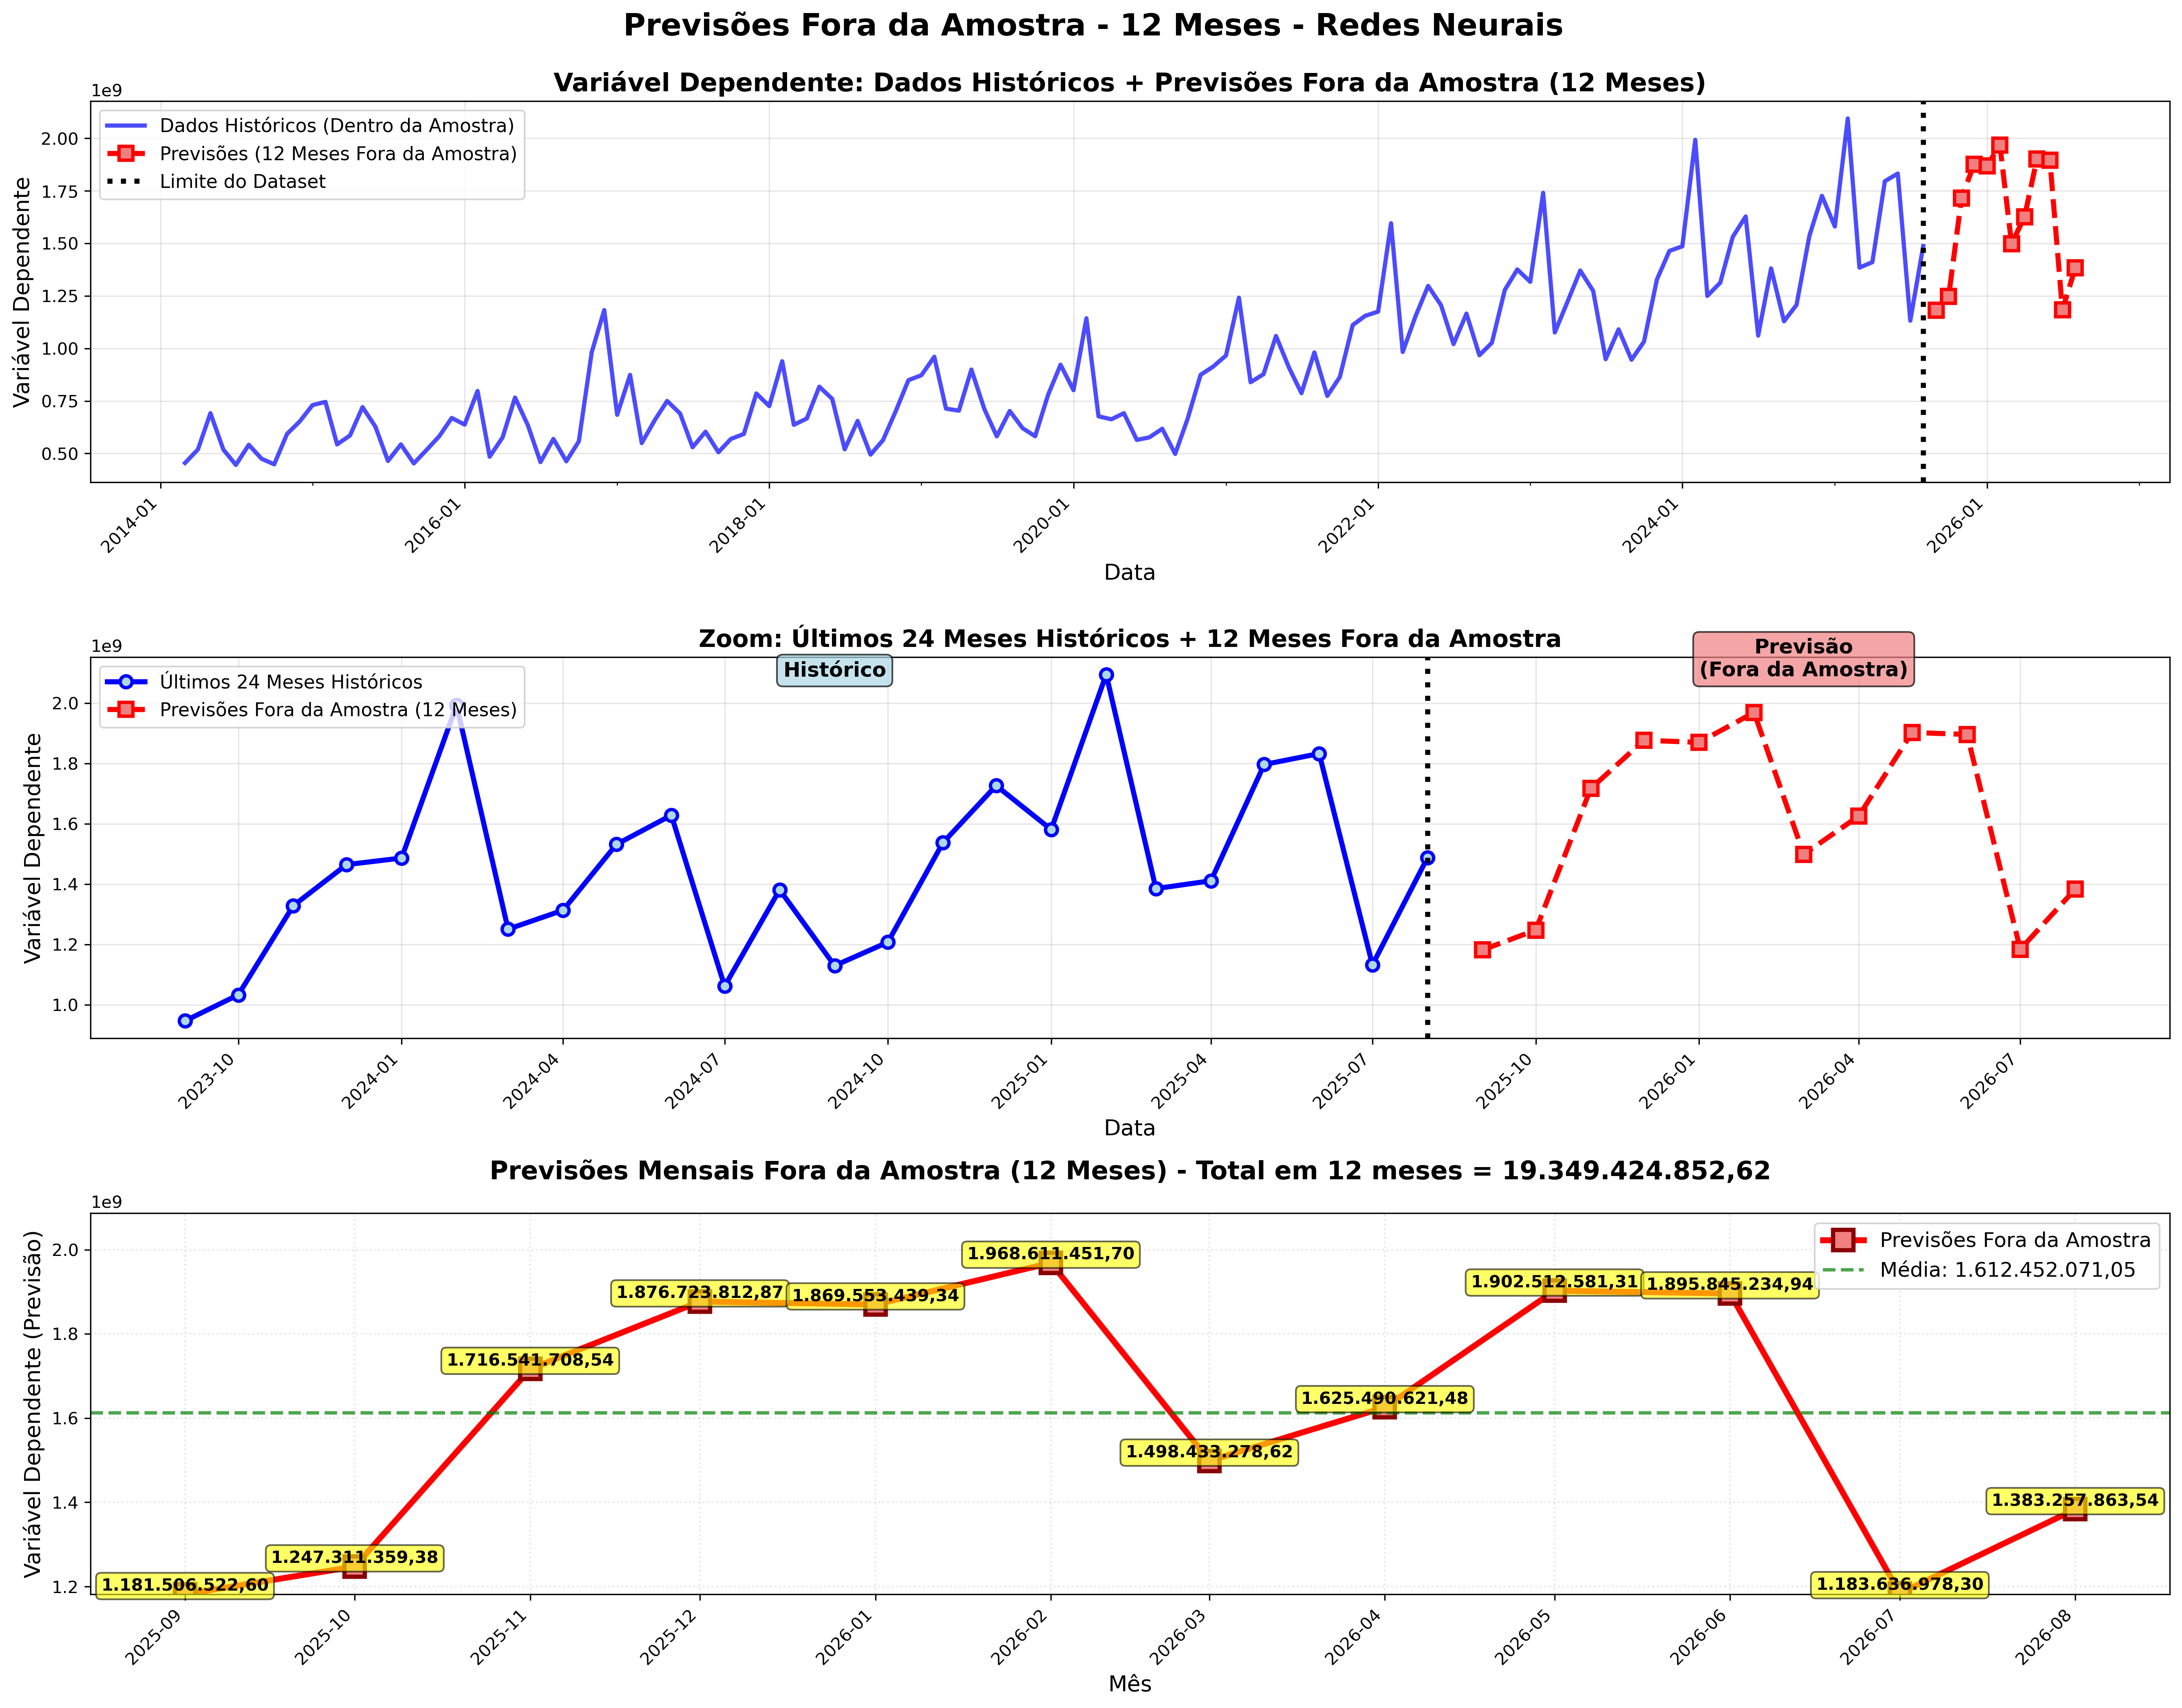 Previsões Fora da Amostra - 12 Meses - Redes Neurais
Variável Dependente: Dados Históricos + Previsões Fora da Amostra (12 Meses)
1e9
Dados Históricos (Dentro da Amostra)
Previsões (12 Meses Fora da Amostra)
Limite do Dataset
Variável Dependente
2.00
1.75
1.50
1.25
1.00
0.75
0.50
2014-01
2016-01
2018-01
2020-01
2022-01
2024-01
2026-01
Data
Zoom: Últimos 24 Meses Históricos + 12 Meses Fora da Amostra
1e9
Histórico
Previsão
(Fora da Amostra)
Últimos 24 Meses Históricos
Previsões Fora da Amostra (12 Meses)
Variável Dependente
2.0
1.8
1.6
1.4
1.2
1.0
2023-10
2024-01
2024-04
2024-07
2024-10
2025-01
2025-04
2025-07
2025-10
2026-01
2026-04
2026-07
Data
Previsões Mensais Fora da Amostra (12 Meses) - Total em 12 meses = 19.349.424.852,62
1e9
Previsões Fora da Amostra
Média: 1.612.452.071,05
Variável Dependente (Previsão)
2.0
1.8
1.6
1.4
1.2
1.181.506.522,60
1.247.311.359,38
1.716.541.708,54
1.876.723.812,87
1.869.553.439,34
1.968.611.451,70
1.498.433.278,62
1.625.490.621,48
1.895.845.234,94
1.183.636.978,30
1.383.257.863,54
2025-09
2025-10
2025-11
2025-12
2026-01
2026-02
2026-03
2026-04
2026-05
2026-06
2026-07
2026-08
Mês